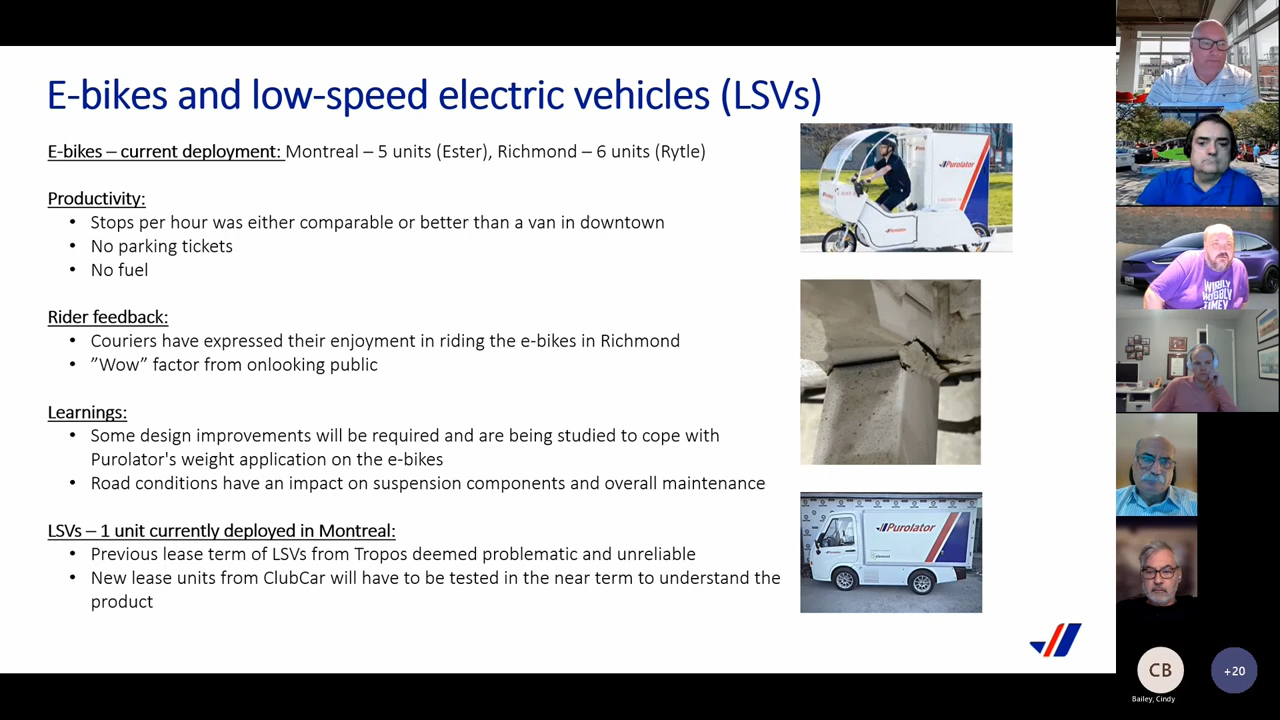 E-bikes and low-speed electric vehicles (LSVs)
E-bikes – current deployment: Montreal – 5 units (Ester), Richmond – 6 units (Rytle)
Productivity:
• Stops per hour was either comparable or better than a van in downtown
• No parking tickets
• No fuel
Rider feedback:
• Couriers have expressed their enjoyment in riding the e-bikes in Richmond
• ”Wow” factor from onlooking public
Learnings:
• Some design improvements will be required and are being studied to cope with
Purolator's weight application on the e-bikes
• Road conditions have an impact on suspension components and overall maintenance
LSVs – 1 unit currently deployed in Montreal:
• Previous lease term of LSVs from Tropos deemed problematic and unreliable
• New lease units from ClubCar will have to be tested in the near term to understand the
product
Purolator
Purolator
Purolator
WIBBLY
WOBBLY
TIMEY
CB
+20
Bailey, Cindy